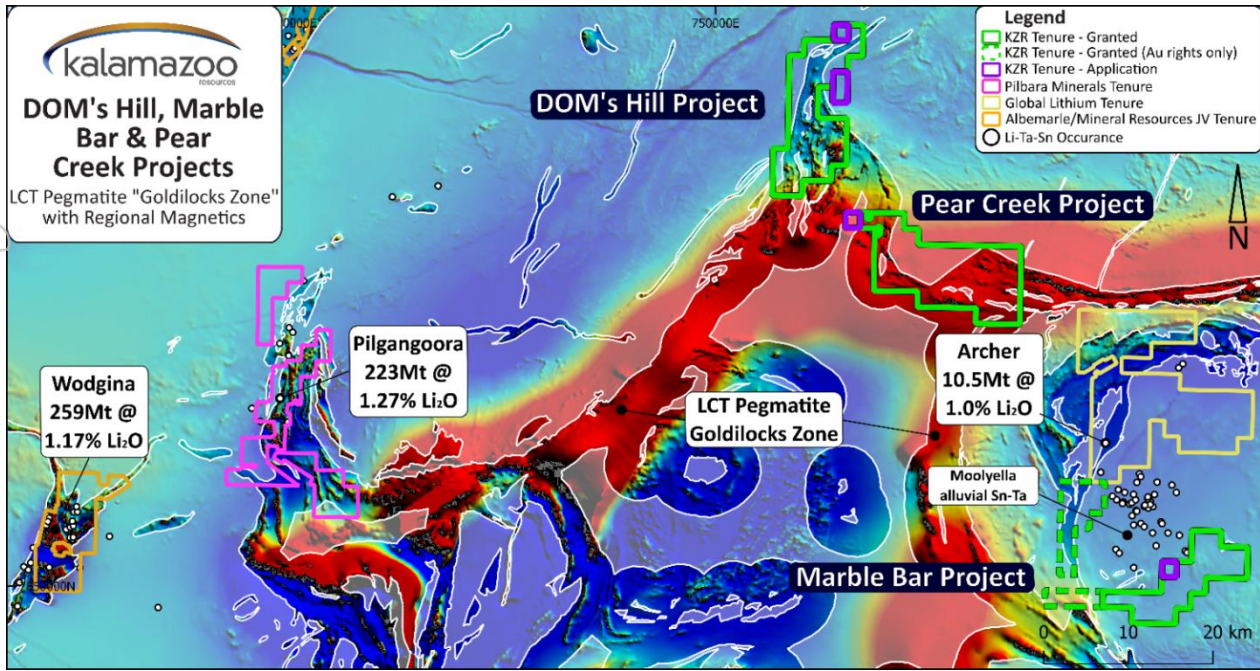 kalamazoo
resources
DOM's Hill, Marble
Bar & Pear
Creek Projects
LCT Pegmatite "Goldilocks Zone"
with Regional Magnetics
750000E
Legend
KZR Tenure - Granted
KZR Tenure - Granted (Au rights only)
KZR Tenure - Application
Pilbara Minerals Tenure
Global Lithium Tenure
Albemarle/Mineral Resources JV Tenure
Li-Ta-Sn Occurance
N
DOM's Hill Project
Pear Creek Project
Pilgangoora
223Mt @
1.27% Li₂O
Wodgina
259Mt @
1.17% Li₂O
Archer
10.5Mt @
1.0% Li₂O
LCT Pegmatite
Goldilocks Zone
Moolyella
alluvial Sn-Ta
Marble Bar Project
0 10 20 km